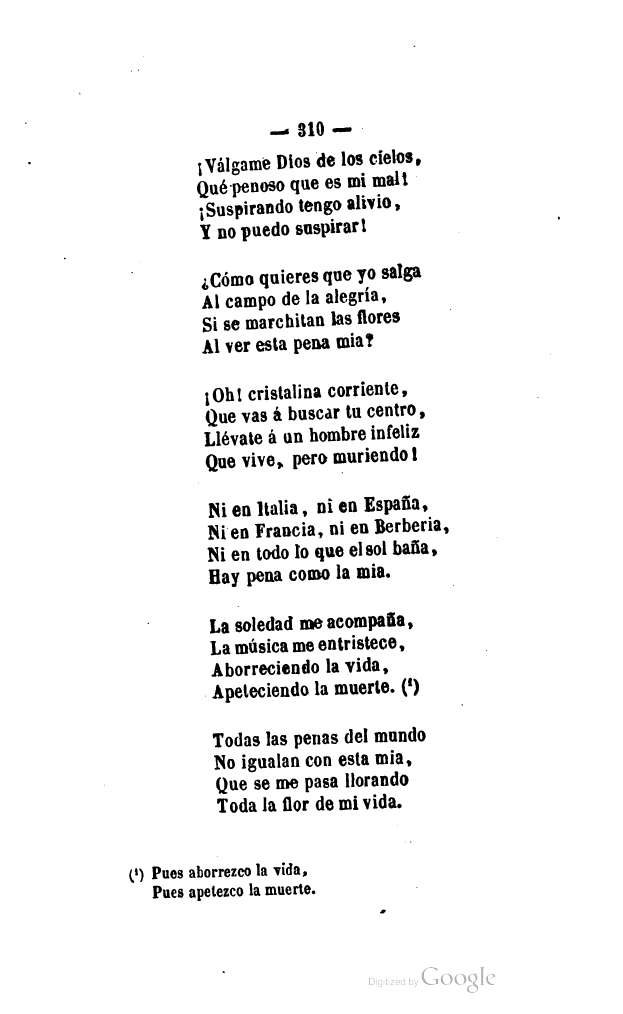 — 310 —
¡Válgame Dios de los cielos,
Qué penoso que es mi mal!
¡Suspirando tengo alivio,
Y no puedo suspirar!
¿Cómo quieres que yo salga
Al campo de la alegría,
Si se marchitan las flores
Al ver esta pena mia?
¡Oh! cristalina corriente,
Que vas á buscar tu centro,
Llévate á un hombre infeliz
Que vive, pero muriendo!
Ni en Italia, ni en España,
Ni en Francia, ni en Berberia,
Ni en todo lo que el sol baña,
Hay pena como la mia.
La soledad me acompaña,
La música me entristece,
Aborreciendo la vida,
Apeteciendo la muerte. (¹)
Todas las penas del mundo
No igualan con esta mia,
Que se me pasa llorando
Toda la flor de mi vida.
(¹) Pues aborrezco la vida,
Pues apetezco la muerte.
Digitized by Google